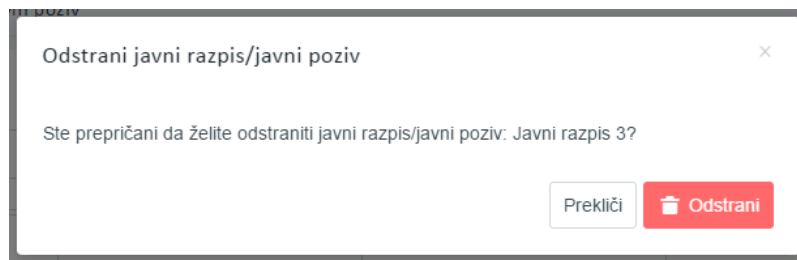 poziv
Odstrani javni razpis/javni poziv
Ste prepričani da želite odstraniti javni razpis/javni poziv: Javni razpis 3?
Prekliči
Odstrani